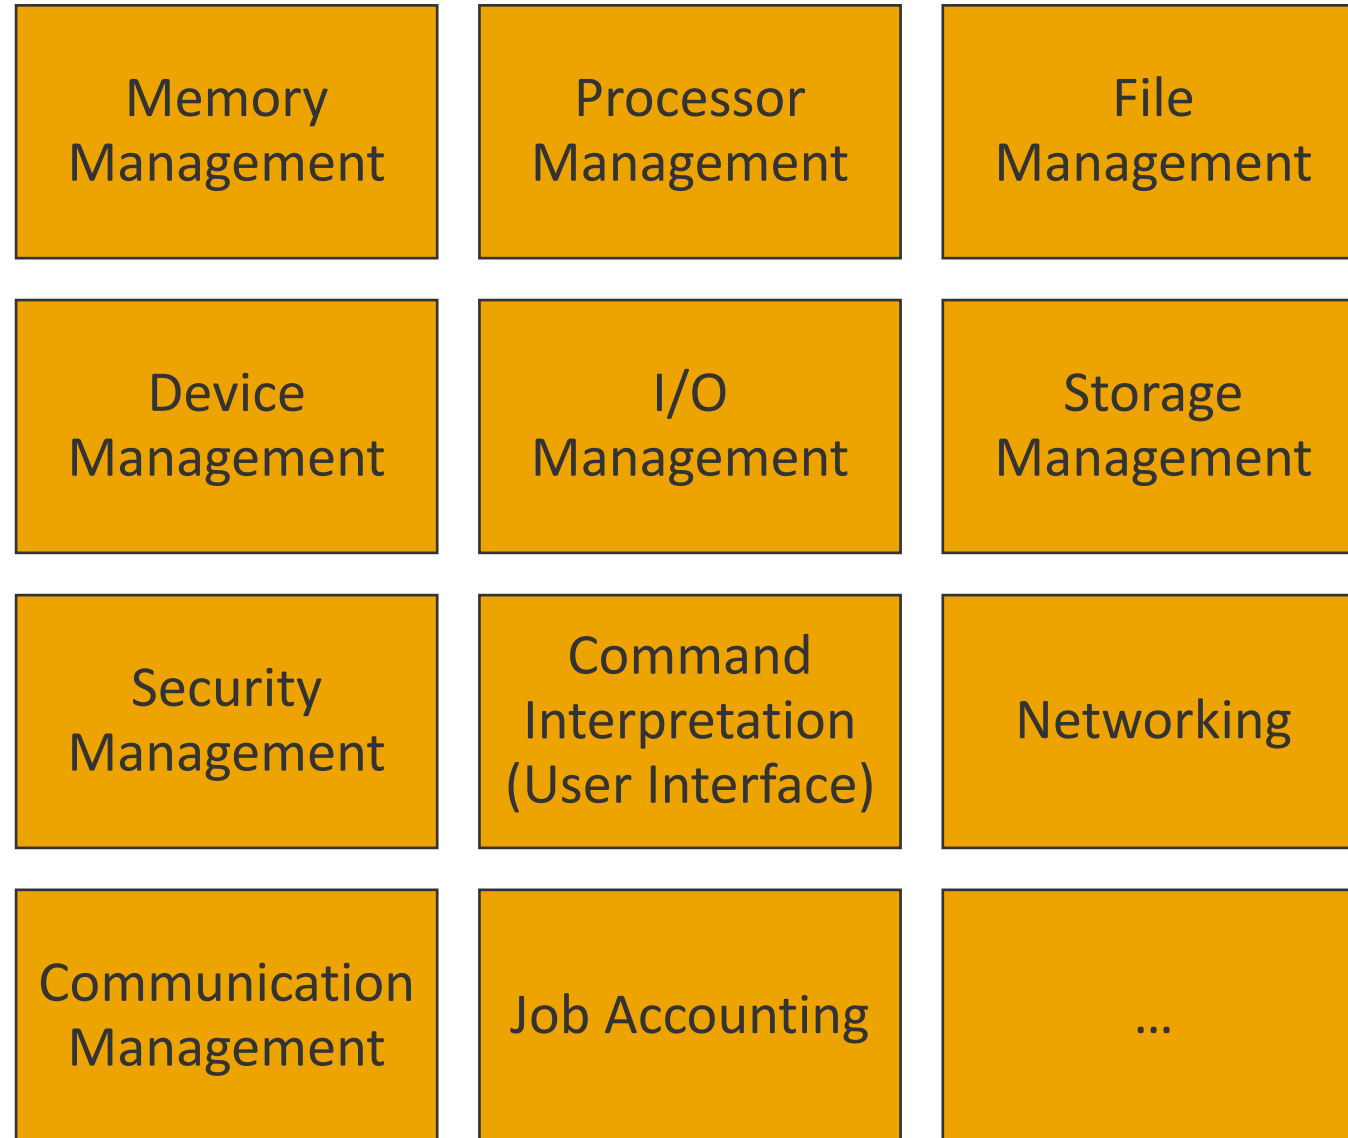 Memory
Management
Processor
Management
File
Management
Device
Management
I/O
Management
Storage
Management
Security
Management
Command
Interpretation
(User Interface)
Networking
Communication
Management
Job Accounting
...